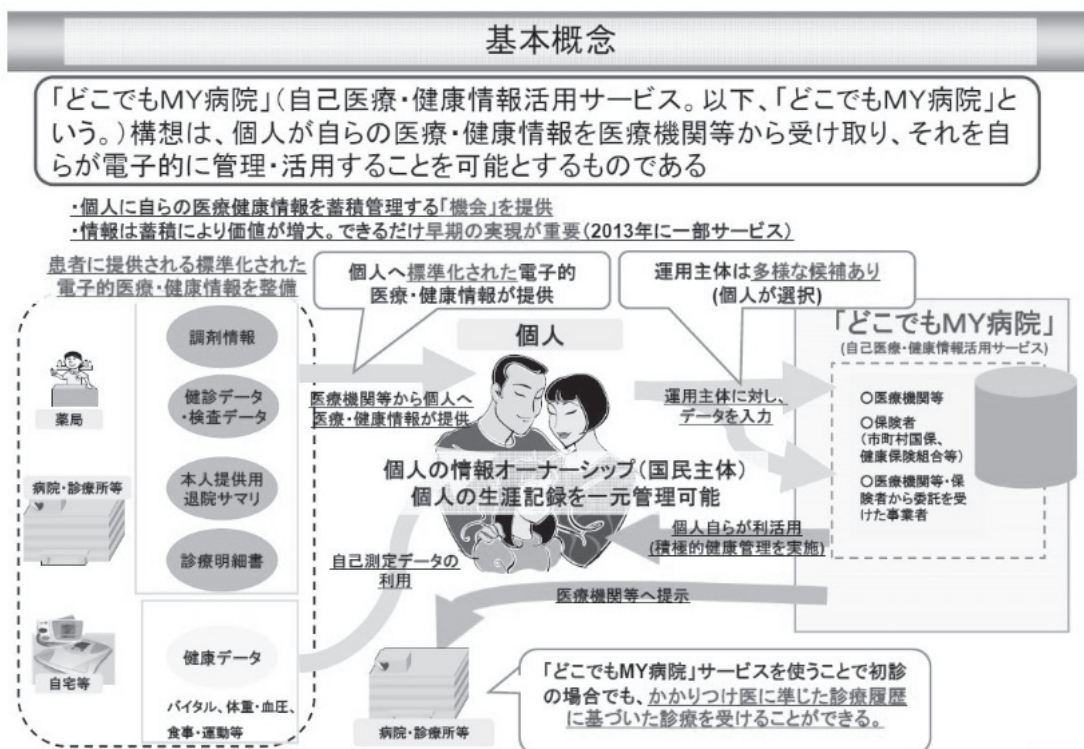 基本概念
「どこでもMY病院」(自己医療・健康情報活用サービス。以下、「どこでもMY病院」と
いう。)構想は、個人が自らの医療・健康情報を医療機関等から受け取り、それを自
らが電子的に管理・活用することを可能とするものである
・個人に自らの医療健康情報を蓄積管理する「機会」を提供
・情報は蓄積により価値が増大。できるだけ早期の実現が重要(2013年に一部サービス)
患者に提供される標準化された
電子的医療・健康情報を整備
個人へ標準化された電子的
医療・健康情報が提供
運用主体は多様な候補あり
(個人が選択)
調剤情報
健診データ
・検査データ
本人提供用
退院サマリ
診療明細書
薬局
病院・診療所等
自宅等
健康データ
バイタル、体重・血圧、
食事・運動等
医療機関等から個人へ
医療・健康情報が提供
個人
個人の情報オーナーシップ(国民主体)
個人の生涯記録を一元管理可能
自己測定データの
利用
運用主体に対し、
データを入力
「どこでもMY病院」
(自己医療・健康情報活用サービス)
○医療機関等
○保険者
(市町村国保、
健康保険組合等)
○医療機関等・保
険者から委託を受
けた事業者
個人自らが利活用
(積極的健康管理を実施)
医療機関等へ提示
病院・診療所等
「どこでもMY病院」サービスを使うことで初診
の場合でも、かかりつけ医に準じた診療履歴
に基づいた診療を受けることができる。